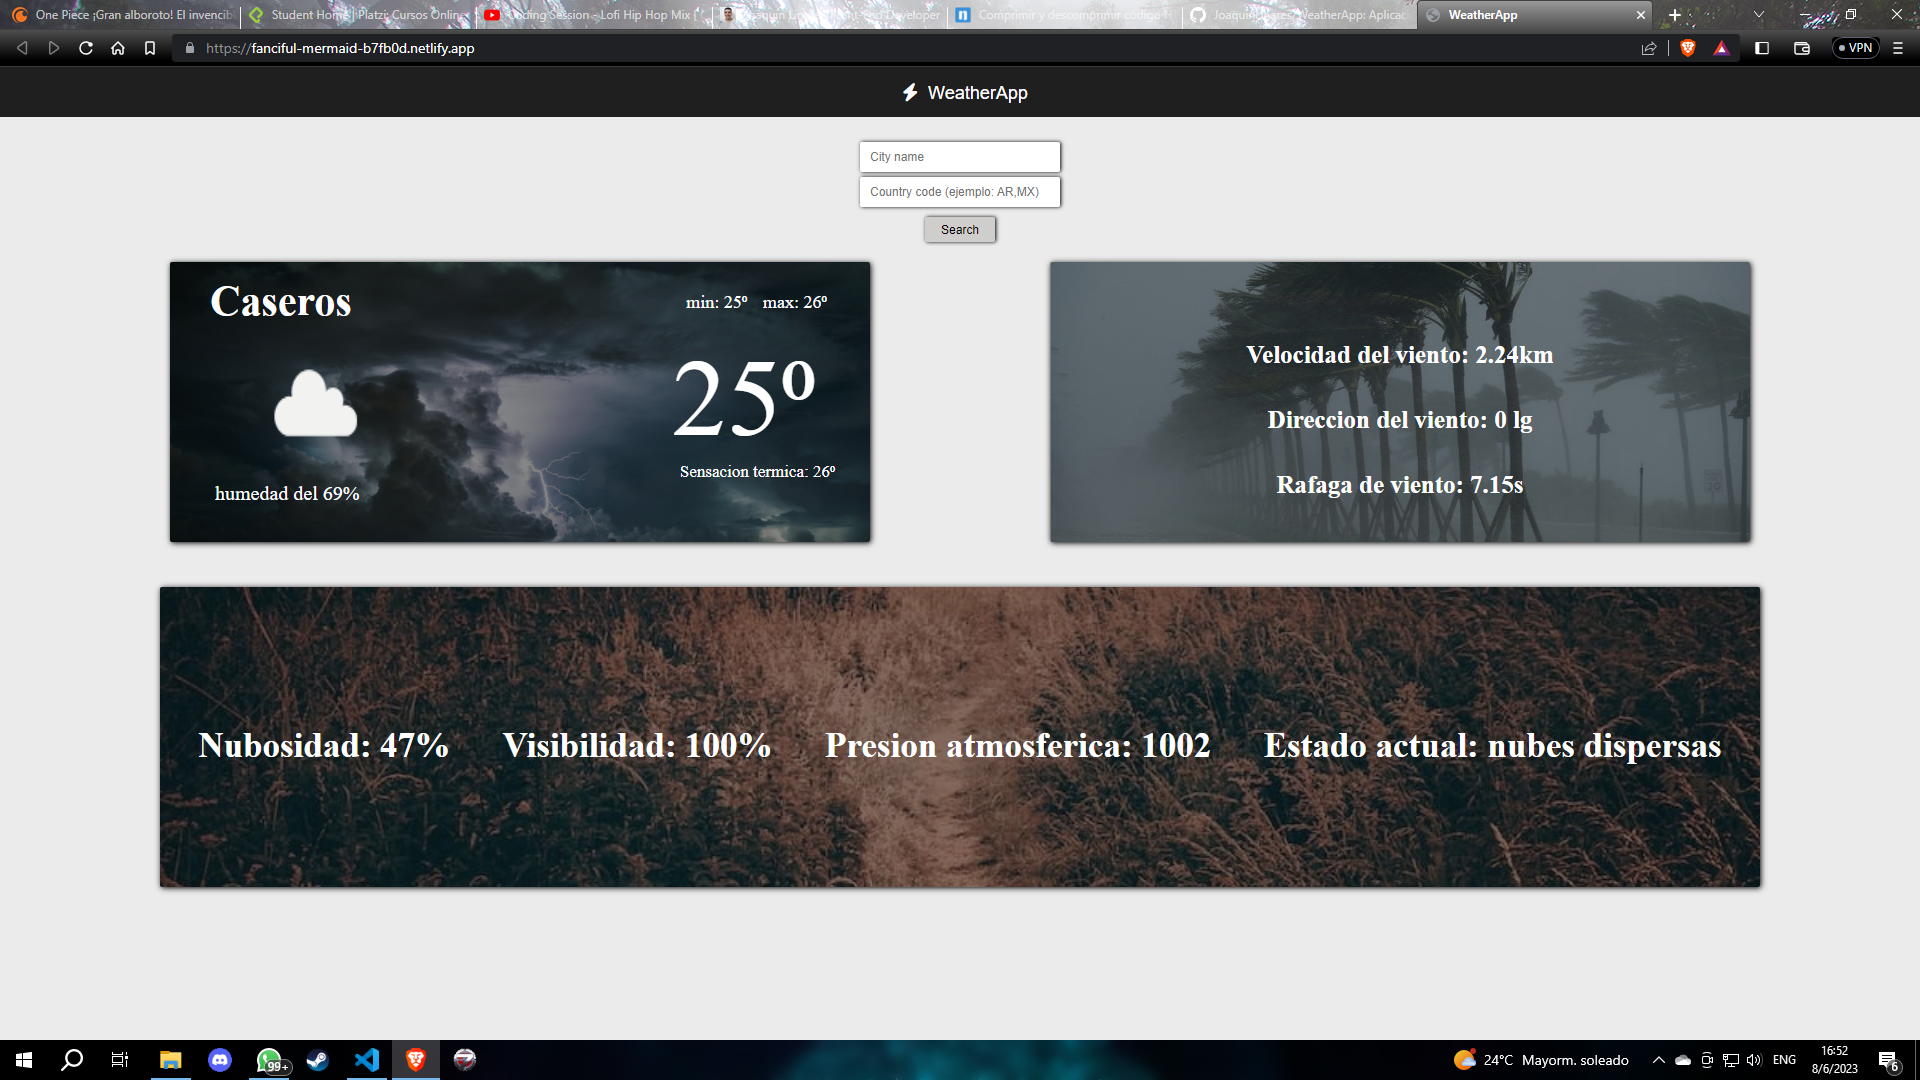 One Piece ¡Gran alboroto! El invencib
Student Home | Platzi: Cursos Online
Coding Session - Lofi Hip Hop Mix [
Comprimir y descomprimir código
WeatherApp: Aplicac
WeatherApp
https://fanciful-mermaid-b7fb0d.netlify.app
VPN
WeatherApp
City name
Country code (ejemplo: AR,MX)
Search
Caseros
min: 25º max: 26º
25º
Sensacion termica: 26º
humedad del 69%
Velocidad del viento: 2.24km
Direccion del viento: 0 lg
Rafaga de viento: 7.15s
Nubosidad: 47%
Visibilidad: 100%
Presion atmosferica: 1002
Estado actual: nubes dispersas
99+
24°C Mayorm. soleado
ENG
16:52
8/6/2023
6